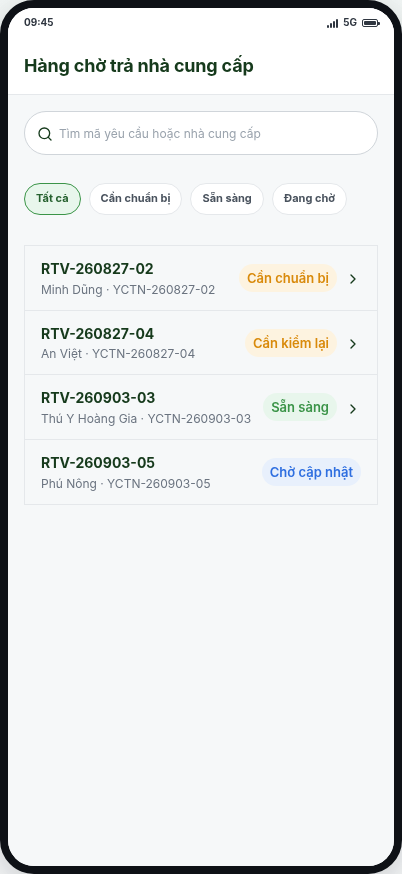 09:45
5G
Hàng chờ trả nhà cung cấp
Tìm mã yêu cầu hoặc nhà cung cấp
Tất cả
Cần chuẩn bị
Sẵn sàng
Đang chờ
RTV-260827-02
Minh Dũng · YCTN-260827-02
Cần chuẩn bị
RTV-260827-04
An Việt · YCTN-260827-04
Cần kiểm lại
RTV-260903-03
Thú Y Hoàng Gia · YCTN-260903-03
Sẵn sàng
RTV-260903-05
Phú Nông · YCTN-260903-05
Chờ cập nhật